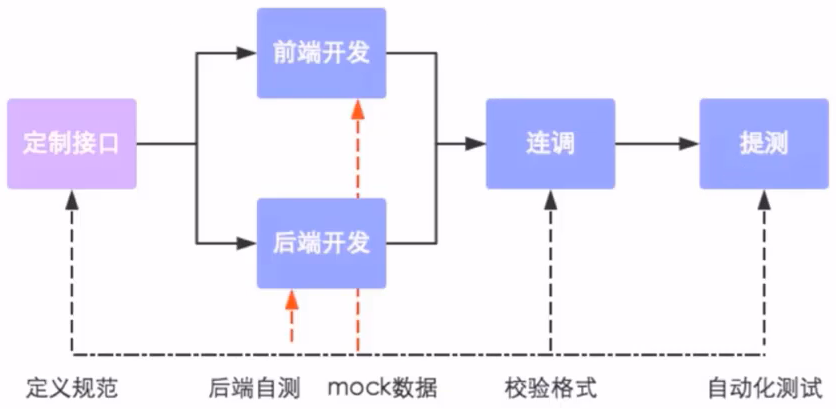 前端开发
定制接口
连调
提测
后端开发
定义规范
后端自测
mock数据
校验格式
自动化测试